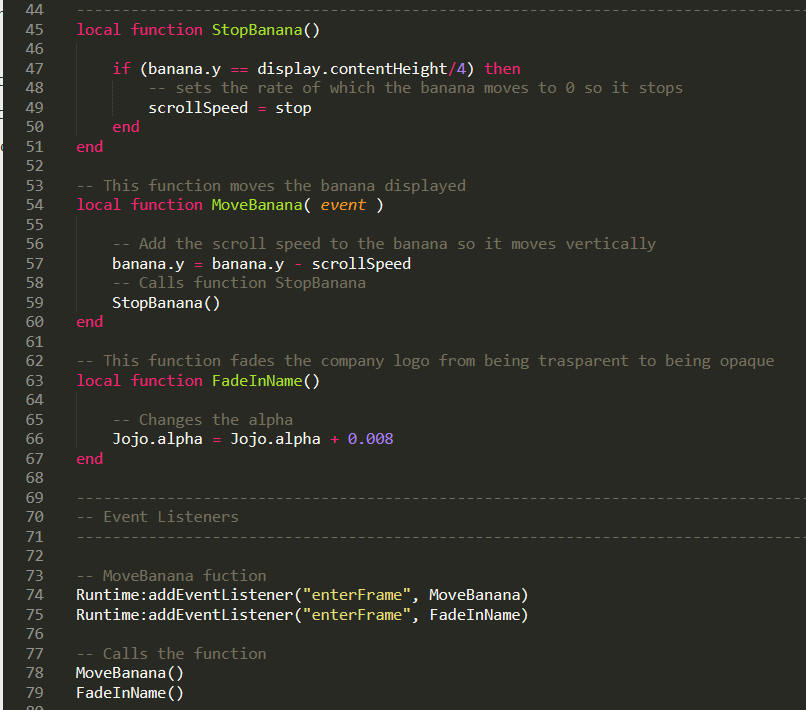 44 --------------------------------------------------------------------------------
45 local function StopBanana()
46
47     if (banana.y == display.contentHeight/4) then
48         -- sets the rate of which the banana moves to 0 so it stops
49         scrollSpeed = stop
50     end
51 end
52
53 -- This function moves the banana displayed
54 local function MoveBanana( event )
55
56     -- Add the scroll speed to the banana so it moves vertically
57     banana.y = banana.y - scrollSpeed
58     -- Calls function StopBanana
59     StopBanana()
60 end
61
62 -- This function fades the company logo from being trasparent to being opaque
63 local function FadeInName()
64
65     -- Changes the alpha
66     Jojo.alpha = Jojo.alpha + 0.008
67 end
68
69 --------------------------------------------------------------------------------
70 -- Event Listeners
71 --------------------------------------------------------------------------------
72
73 -- MoveBanana fuction
74 Runtime:addEventListener("enterFrame", MoveBanana)
75 Runtime:addEventListener("enterFrame", FadeInName)
76
77 -- Calls the function
78 MoveBanana()
79 FadeInName()